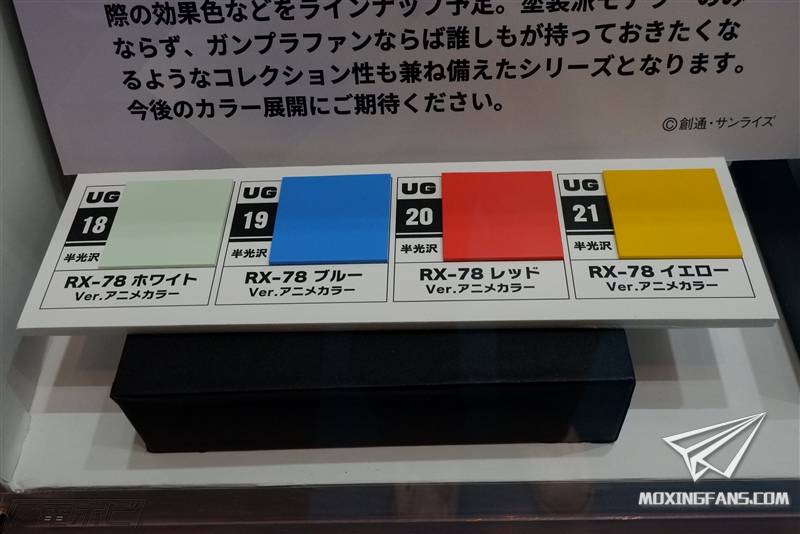 際の効果色などをラインナップ予定。塗装派モデラーのみ
ならず、ガンプラファンならば誰しもが持っておきたくな
るようなコレクション性も兼ね備えたシリーズとなります。
今後のカラー展開にご期待ください。
©創通・サンライズ
UG
18
半光沢
RX-78 ホワイト
Ver.アニメカラー
UG
19
半光沢
RX-78 ブルー
Ver.アニメカラー
UG
20
半光沢
RX-78 レッド
Ver.アニメカラー
UG
21
半光沢
RX-78 イエロー
Ver.アニメカラー
MOXINGFANS.COM